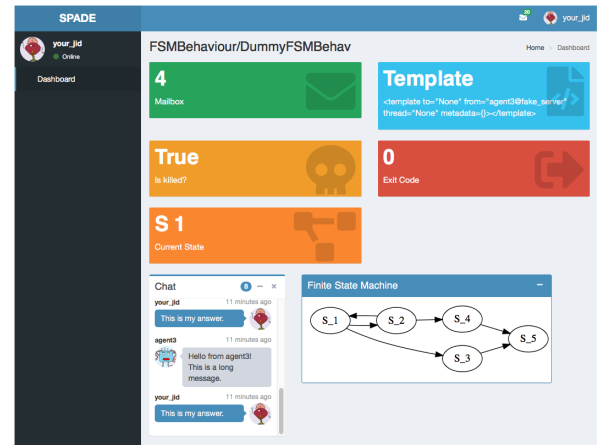 SPADE
20
your_jid
your_jid
Online
Dashboard
FSMBehaviour/DummyFSMBehav
Home > Dashboard
4
Mailbox
Template
<template to="None" from="agent3@fake_server"
thread="None" metadata={}></template>
True
Is killed?
0
Exit Code
S 1
Current State
Chat
8
your_jid
11 minutes ago
This is my answer.
agent3
11 minutes ago
Hello from agent3!
This is a long
message.
your_jid
11 minutes ago
This is my answer.
Finite State Machine
S_1
S_2
S_4
S_5
S_3